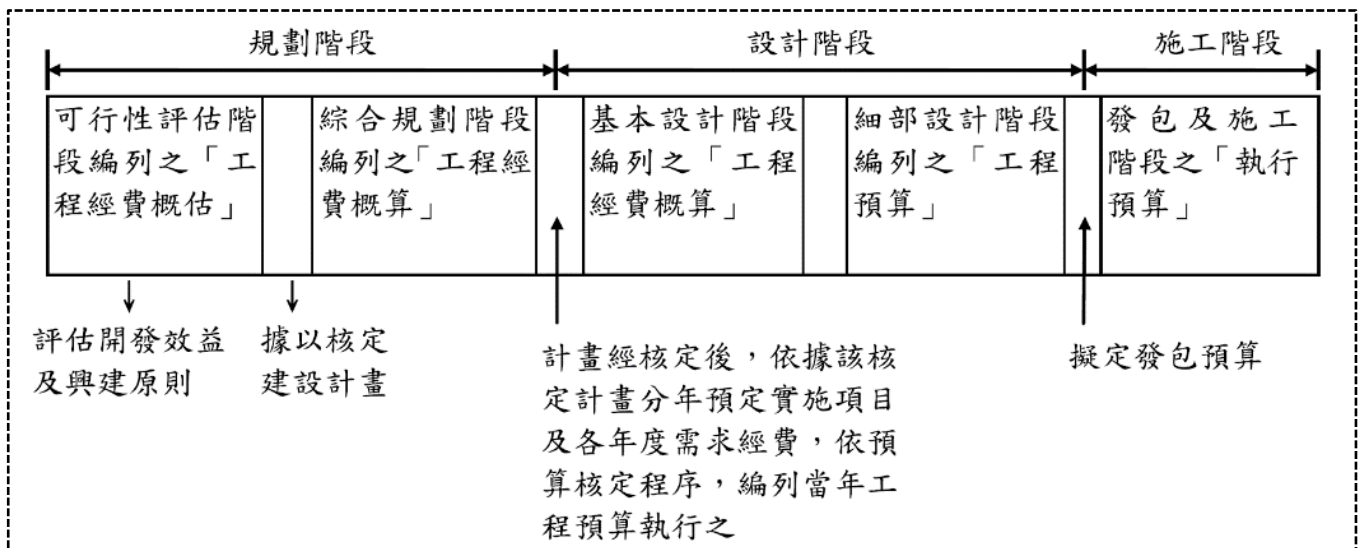 規劃階段
設計階段
施工階段
可行性評估階
段編列之「工
程經費概估」
綜合規劃階段
編列之「工程經
費概算」
基本設計階段
編列之「工程
經費概算」
細部設計階段
編列之「工程
預算」
發包及施工
階段之「執行
預算」
評估開發效益
及興建原則
據以核定
建設計畫
計畫經核定後，依據該核
定計畫分年預定實施項目
及各年度需求經費，依預
算核定程序，編列當年工
程預算執行之
擬定發包預算